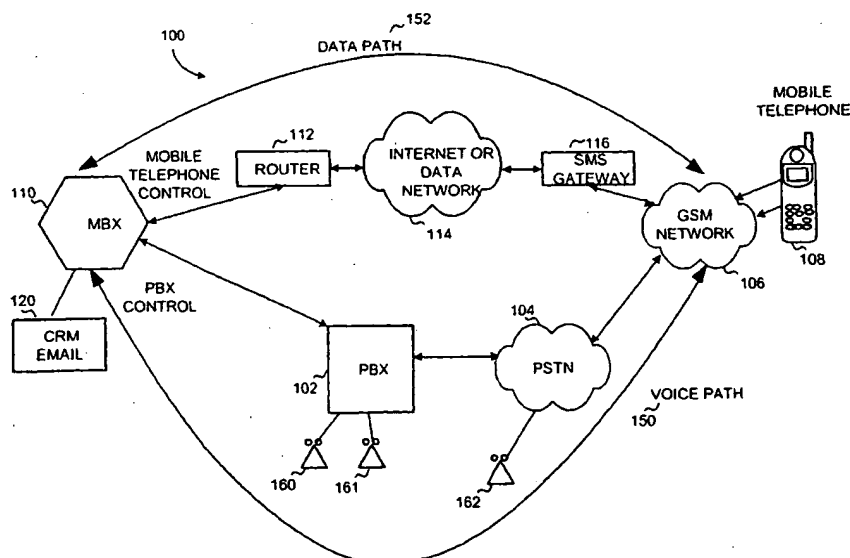 152
100
DATA PATH
MOBILE
TELEPHONE
112
116
MOBILE
TELEPHONE
CONTROL
ROUTER
INTERNET OR
DATA
NETWORK
SMS
GATEWAY
110
MBX
114
GSM
NETWORK
108
106
PBX
CONTROL
120
CRM
EMAIL
104
102
PBX
PSTN
VOICE PATH
150
160
161
162